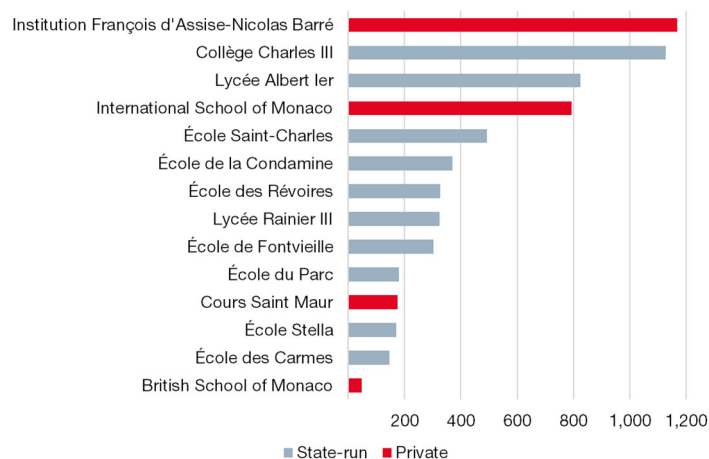 Institution François d'Assise-Nicolas Barré
Collège Charles III
Lycée Albert Ier
International School of Monaco
École Saint-Charles
École de la Condamine
École des Révoires
Lycée Rainier III
École de Fontvieille
École du Parc
Cours Saint Maur
École Stella
École des Carmes
British School of Monaco
200 400 600 800 1,000 1,200
State-run Private